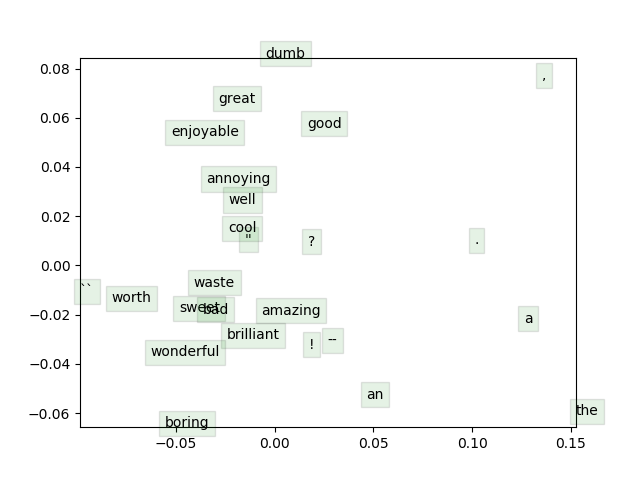 dumb
0.08
,
great
0.06
good
enjoyable
0.04
annoying
well
0.02
cool
"
?
.
0.00
waste
``
worth
sweet
bad
amazing
−0.02
a
brilliant
!
--
wonderful
−0.04
an
−0.06
the
boring
−0.05
0.00
0.05
0.10
0.15